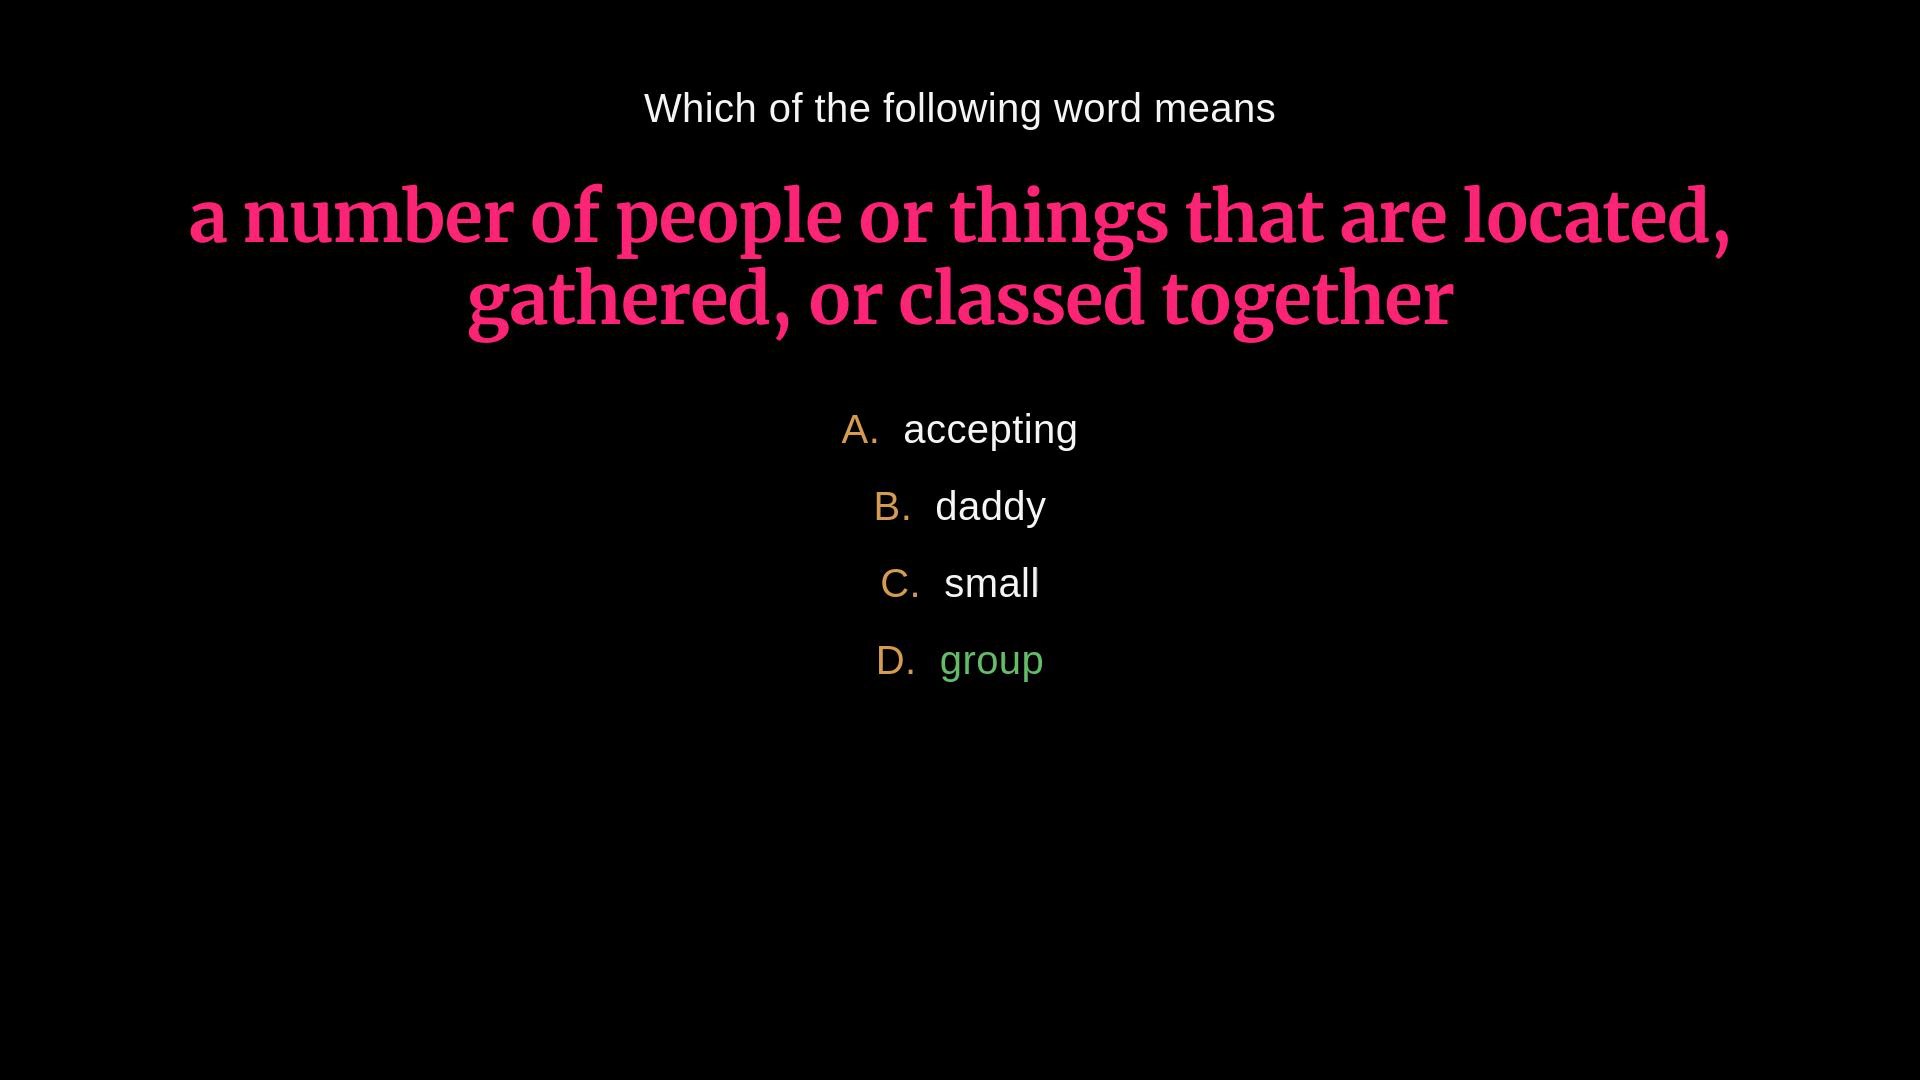 Which of the following word means
a number of people or things that are located,
gathered, or classed together
A. accepting
B. daddy
C. small
D. group